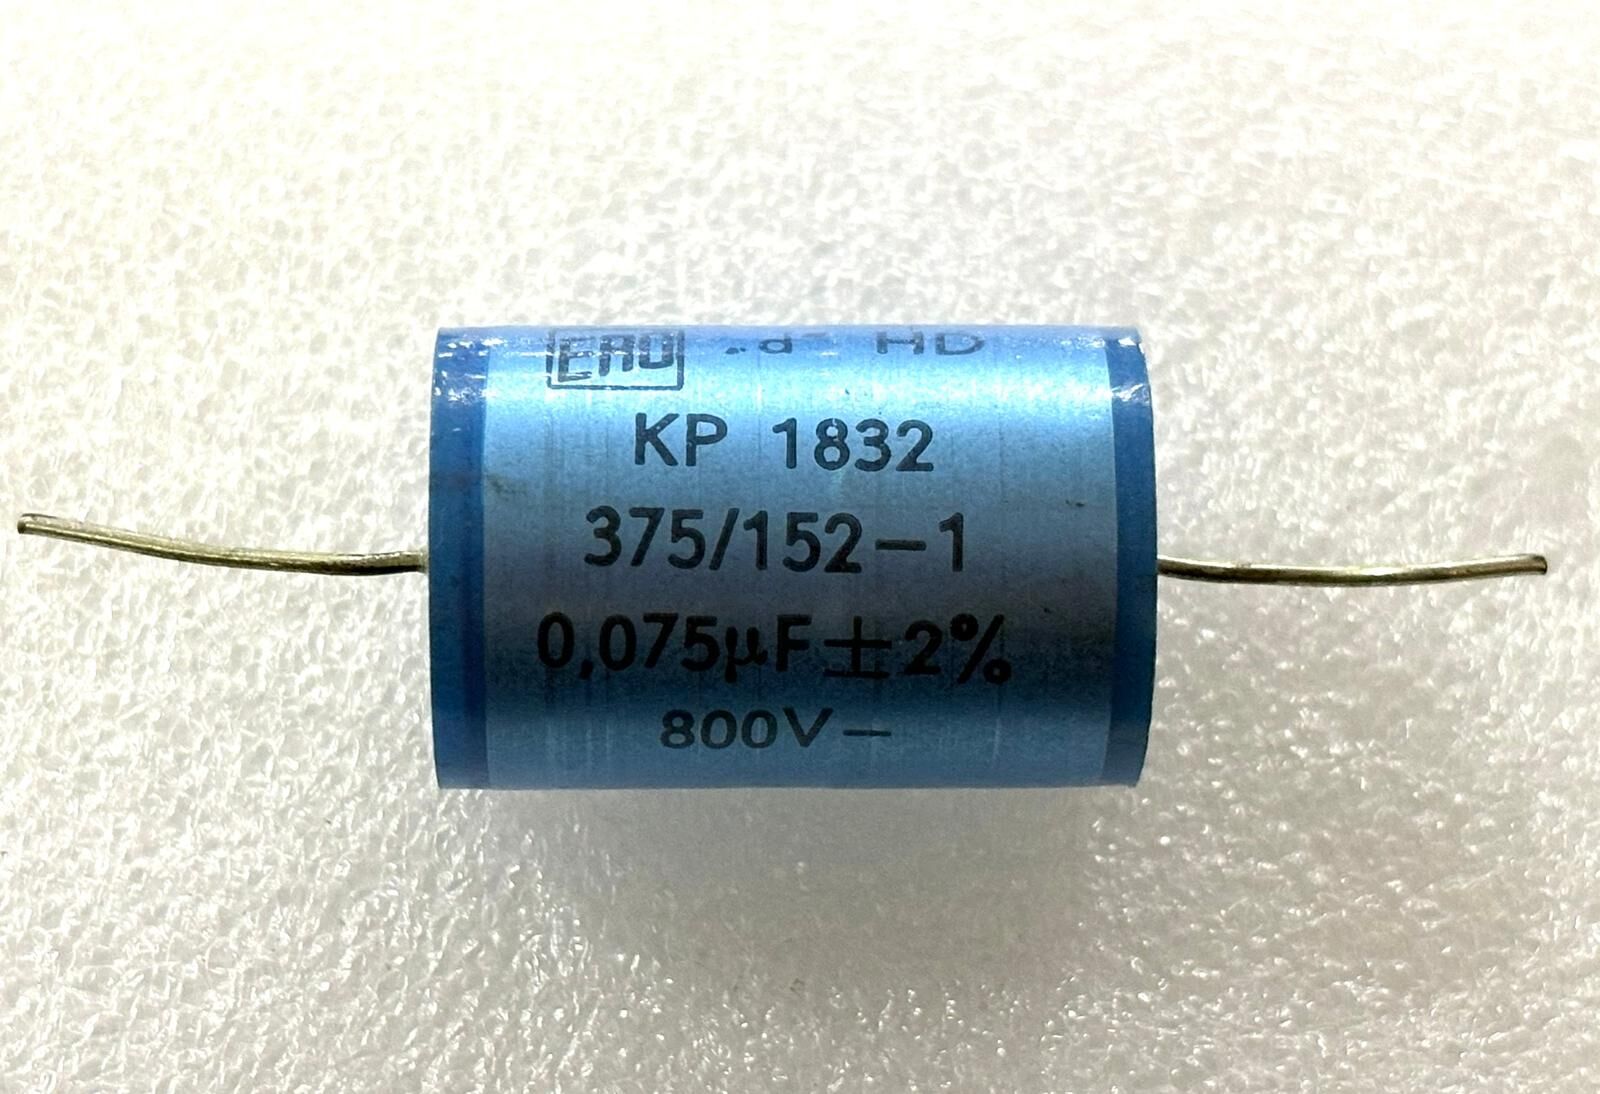 ERO HD
KP 1832
375/152-1
0,075µF±2%
800V-